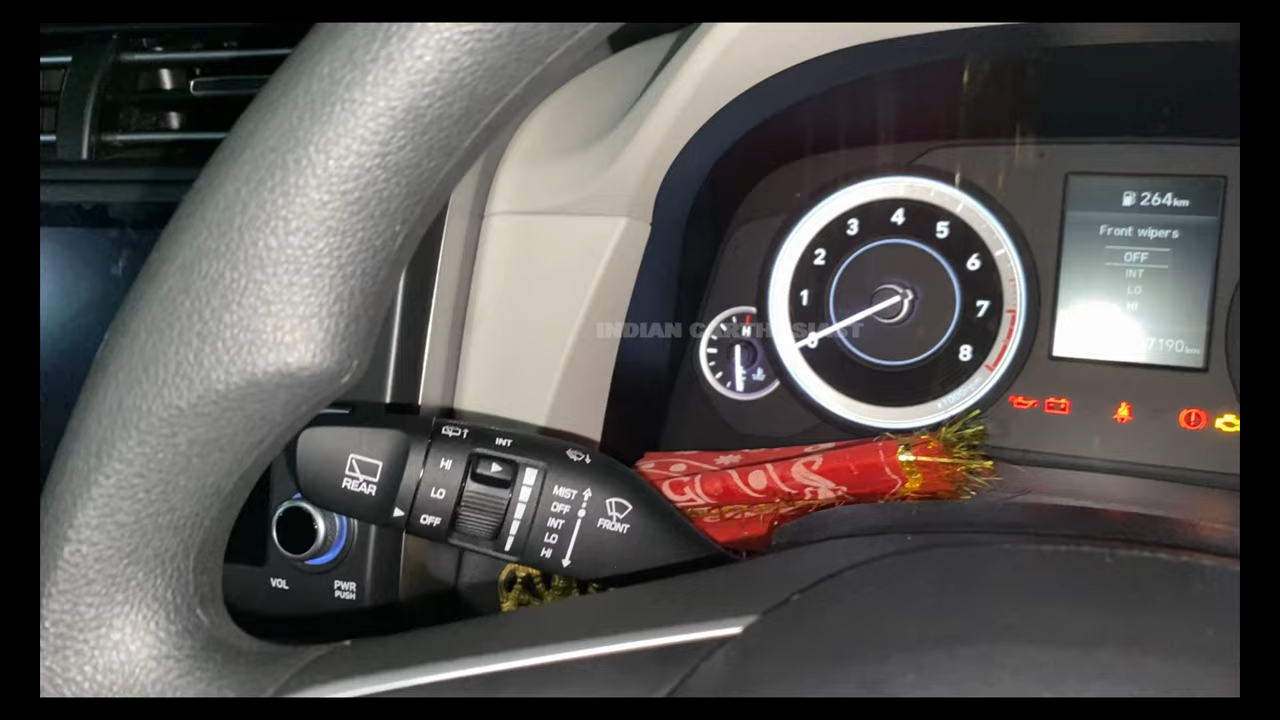 264km
Front wipers
OFF
INT
LO
HI
7190km
0
1
2
3
4
5
6
7
8
H
INDIAN CARTHUSIAST
INT
HI
LO
OFF
REAR
MIST
OFF
INT
LO
HI
FRONT
VOL
PWR
PUSH